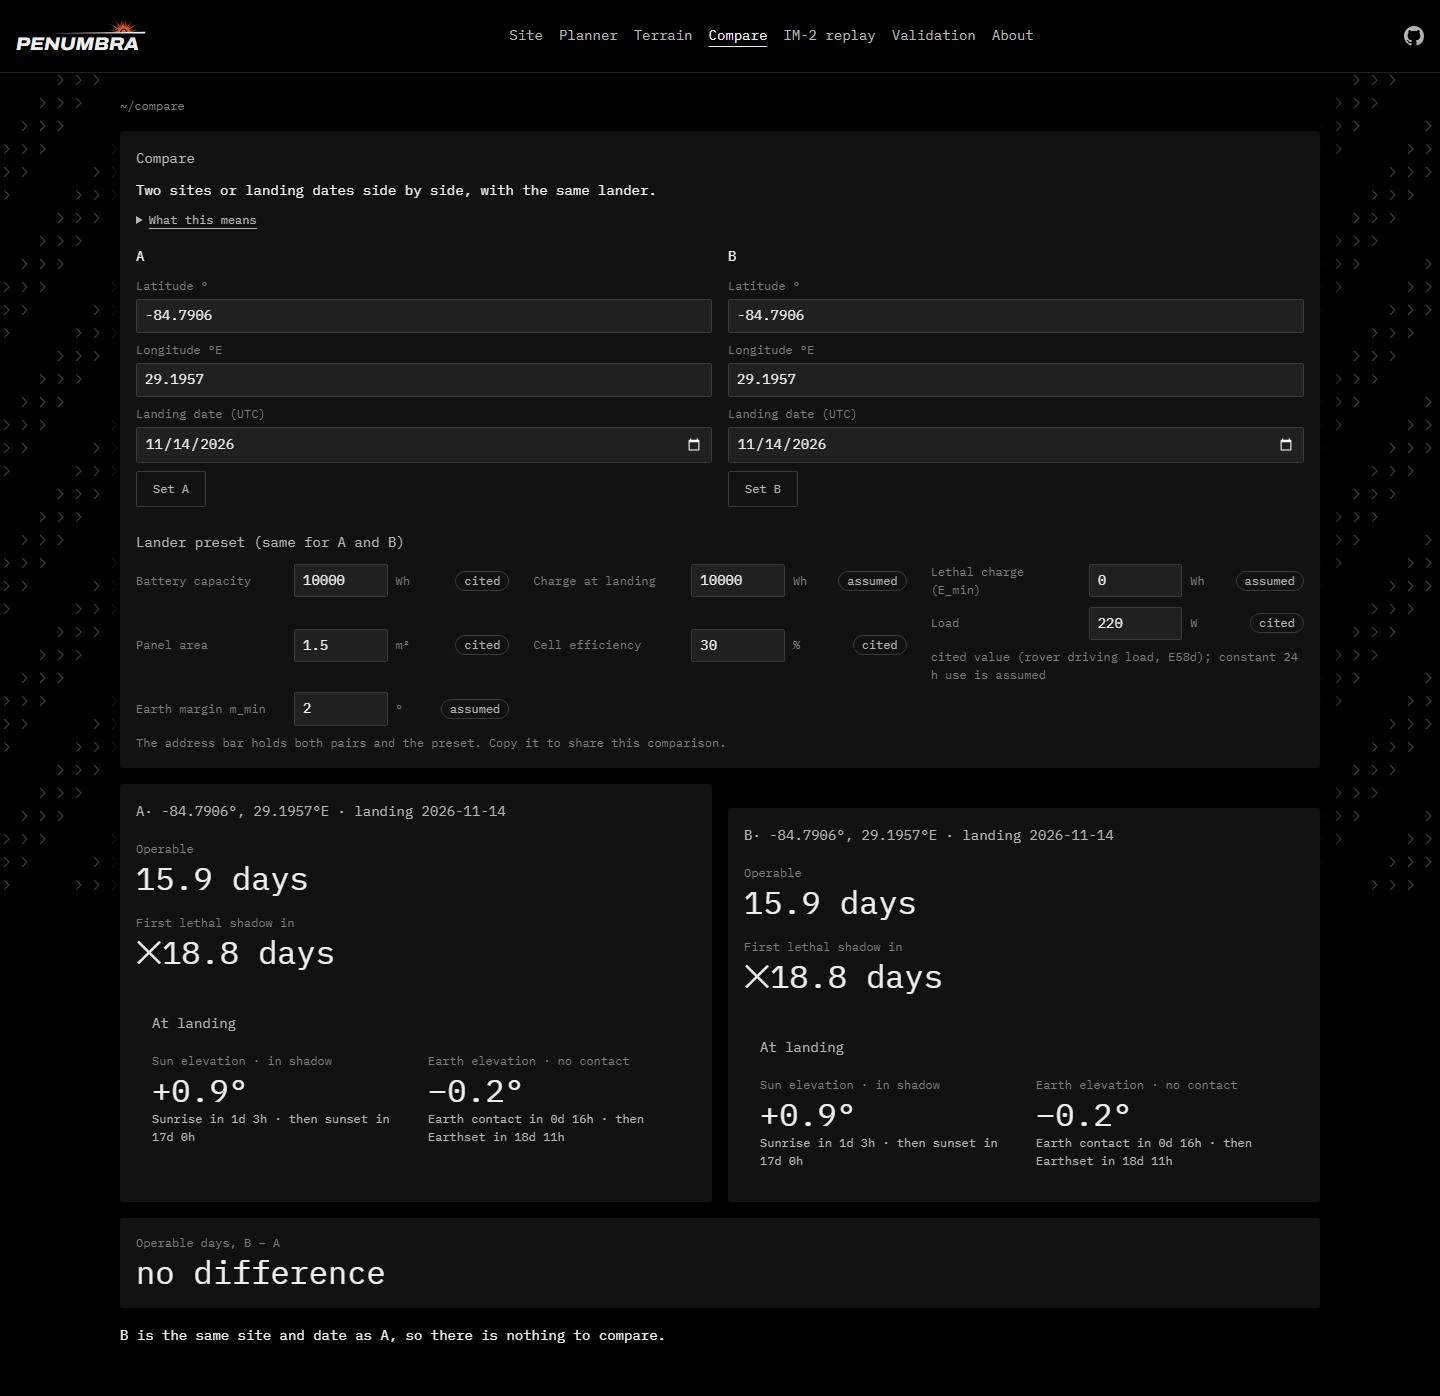 PENUMBRA
Site Planner Terrain Compare IM-2 replay Validation About
~/compare
Compare
Two sites or landing dates side by side, with the same lander.
What this means
A
Latitude °
-84.7906
Longitude °E
29.1957
Landing date (UTC)
11/14/2026
Set A
B
Latitude °
-84.7906
Longitude °E
29.1957
Landing date (UTC)
11/14/2026
Set B
Lander preset (same for A and B)
Battery capacity 10000 Wh cited
Charge at landing 10000 Wh assumed
Lethal charge
(E_min) 0 Wh assumed
Panel area 1.5 m² cited
Cell efficiency 30 % cited
Load 220 W cited
cited value (rover driving load, E58d); constant 24
h use is assumed
Earth margin m_min 2 ° assumed
The address bar holds both pairs and the preset. Copy it to share this comparison.
A· -84.7906°, 29.1957°E · landing 2026-11-14
Operable
15.9 days
First lethal shadow in
18.8 days
At landing
Sun elevation · in shadow
+0.9°
Sunrise in 1d 3h · then sunset in
17d 0h
Earth elevation · no contact
−0.2°
Earth contact in 0d 16h · then
Earthset in 18d 11h
B· -84.7906°, 29.1957°E · landing 2026-11-14
Operable
15.9 days
First lethal shadow in
18.8 days
At landing
Sun elevation · in shadow
+0.9°
Sunrise in 1d 3h · then sunset in
17d 0h
Earth elevation · no contact
−0.2°
Earth contact in 0d 16h · then
Earthset in 18d 11h
Operable days, B − A
no difference
B is the same site and date as A, so there is nothing to compare.